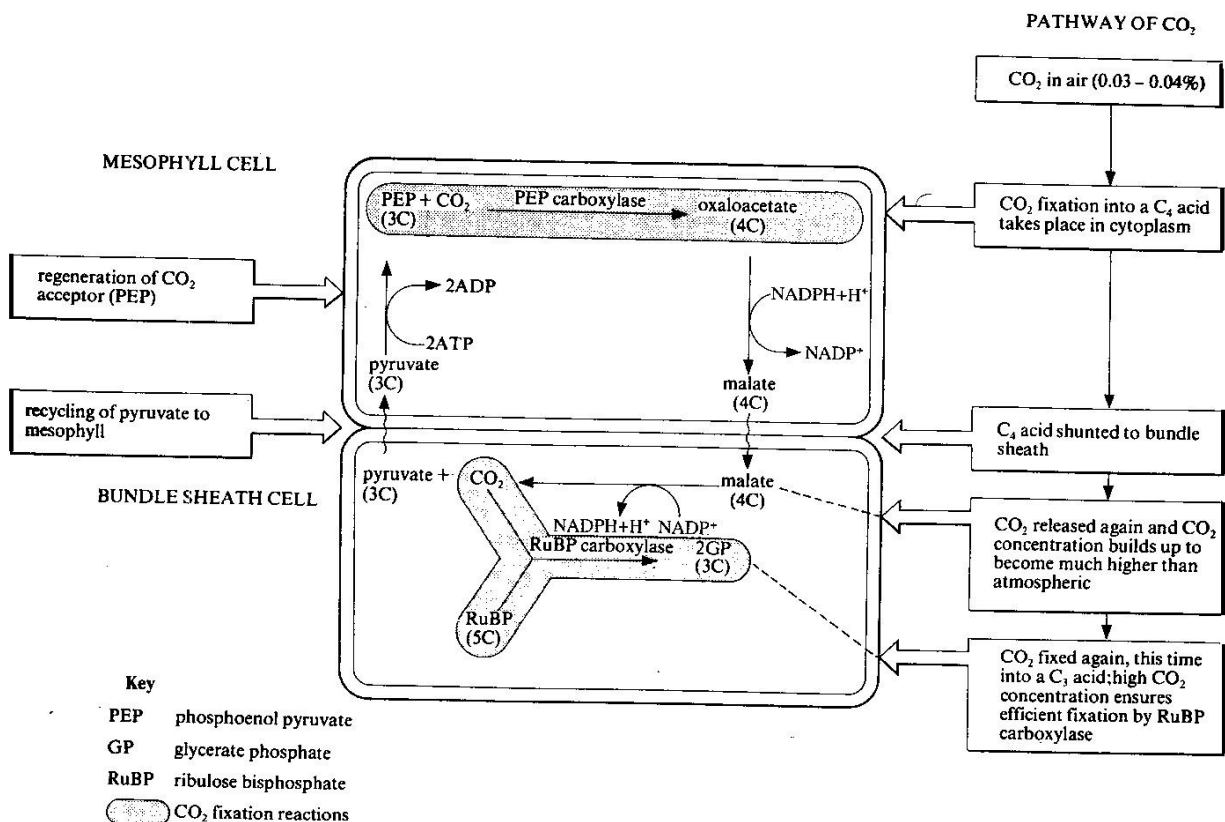 PATHWAY OF CO₂
CO₂ in air (0.03 – 0.04%)
MESOPHYLL CELL
PEP + CO₂
(3C)
PEP carboxylase
oxaloacetate
(4C)
CO₂ fixation into a C₄ acid
takes place in cytoplasm
regeneration of CO₂
acceptor (PEP)
2ADP
2ATP
pyruvate
(3C)
NADPH+H⁺
NADP⁺
malate
(4C)
recycling of pyruvate to
mesophyll
C₄ acid shunted to bundle
sheath
BUNDLE SHEATH CELL
pyruvate +
(3C)
CO₂
malate
(4C)
NADPH+H⁺ NADP⁺
RuBP carboxylase
2GP
(3C)
RuBP
(5C)
CO₂ released again and CO₂
concentration builds up to
become much higher than
atmospheric
CO₂ fixed again, this time
into a C₃ acid;high CO₂
concentration ensures
efficient fixation by RuBP
carboxylase
Key
PEP phosphoenol pyruvate
GP glycerate phosphate
RuBP ribulose bisphosphate
CO₂ fixation reactions